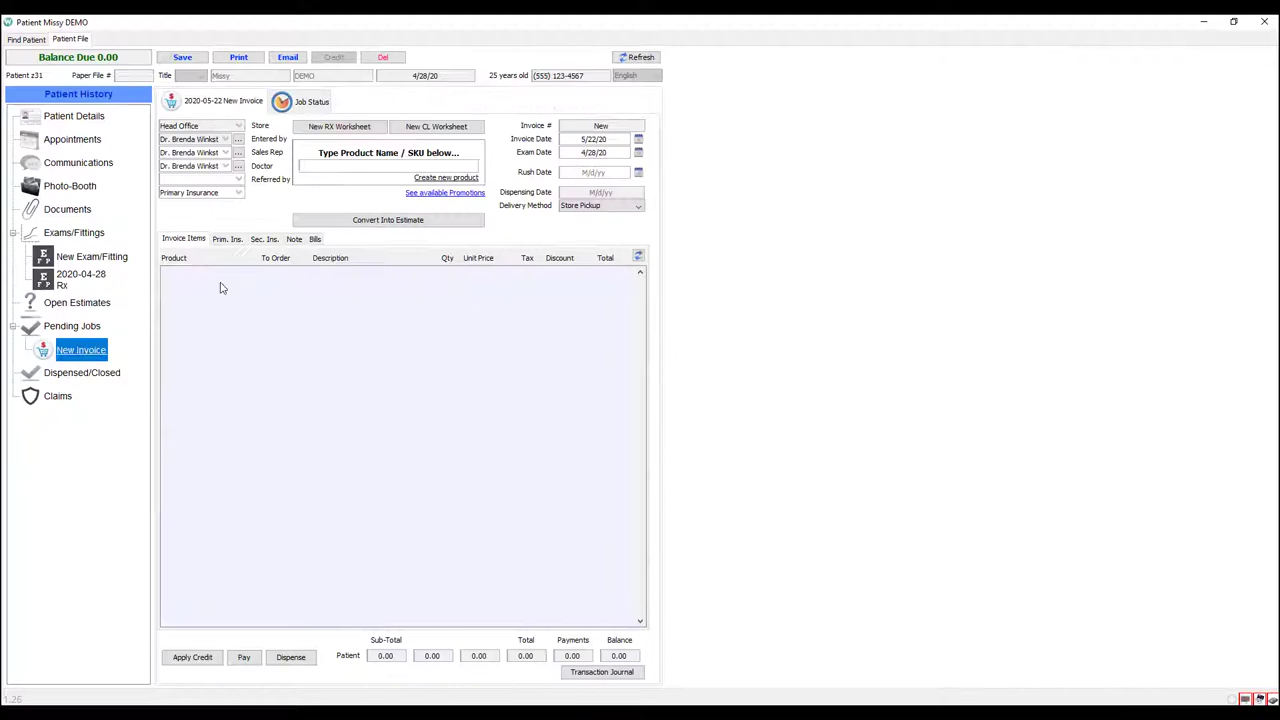 Patient Missy DEMO
Find Patient Patient File
Balance Due 0.00 Save Print Email Credit Del Refresh
Patient z31 Paper File # Title Missy DEMO 4/28/20 25 years old (555) 123-4567 English
Patient History
Patient Details
Appointments
Communications
Photo-Booth
Documents
Exams/Fittings
New Exam/Fitting
2020-04-28
Rx
Open Estimates
Pending Jobs
New Invoice
Dispensed/Closed
Claims
2020-05-22 New Invoice Job Status
Head Office Store New RX Worksheet New CL Worksheet Invoice # New
Dr. Brenda Winkst ... Entered by Invoice Date 5/22/20
Dr. Brenda Winkst ... Sales Rep Type Product Name / SKU below... Exam Date 4/28/20
Dr. Brenda Winkst ... Doctor Rush Date M/d/yy
Referred by Create new product
Primary Insurance See available Promotions Dispensing Date M/d/yy
Delivery Method Store Pickup
Convert Into Estimate
Invoice Items Prim. Ins. Sec. Ins. Note Bills
Product To Order Description Qty Unit Price Tax Discount Total
Sub-Total Total Payments Balance
Apply Credit Pay Dispense Patient 0.00 0.00 0.00 0.00 0.00 0.00
Transaction Journal
1.26